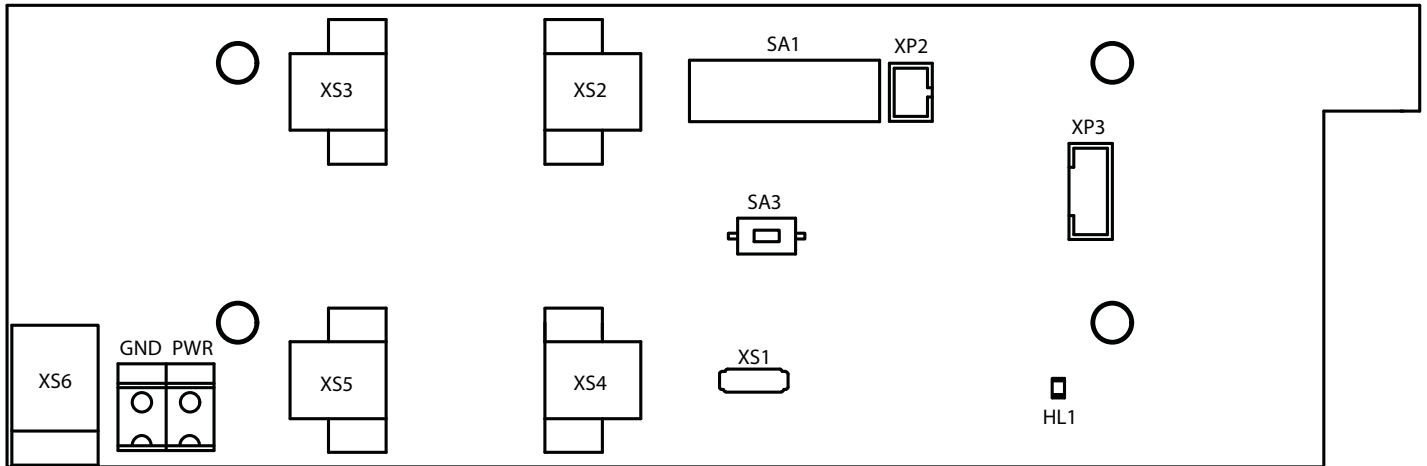 SA1
XP2
XS3
XS2
XP3
SA3
GND PWR
XS1
XS6
XS5
XS4
HL1